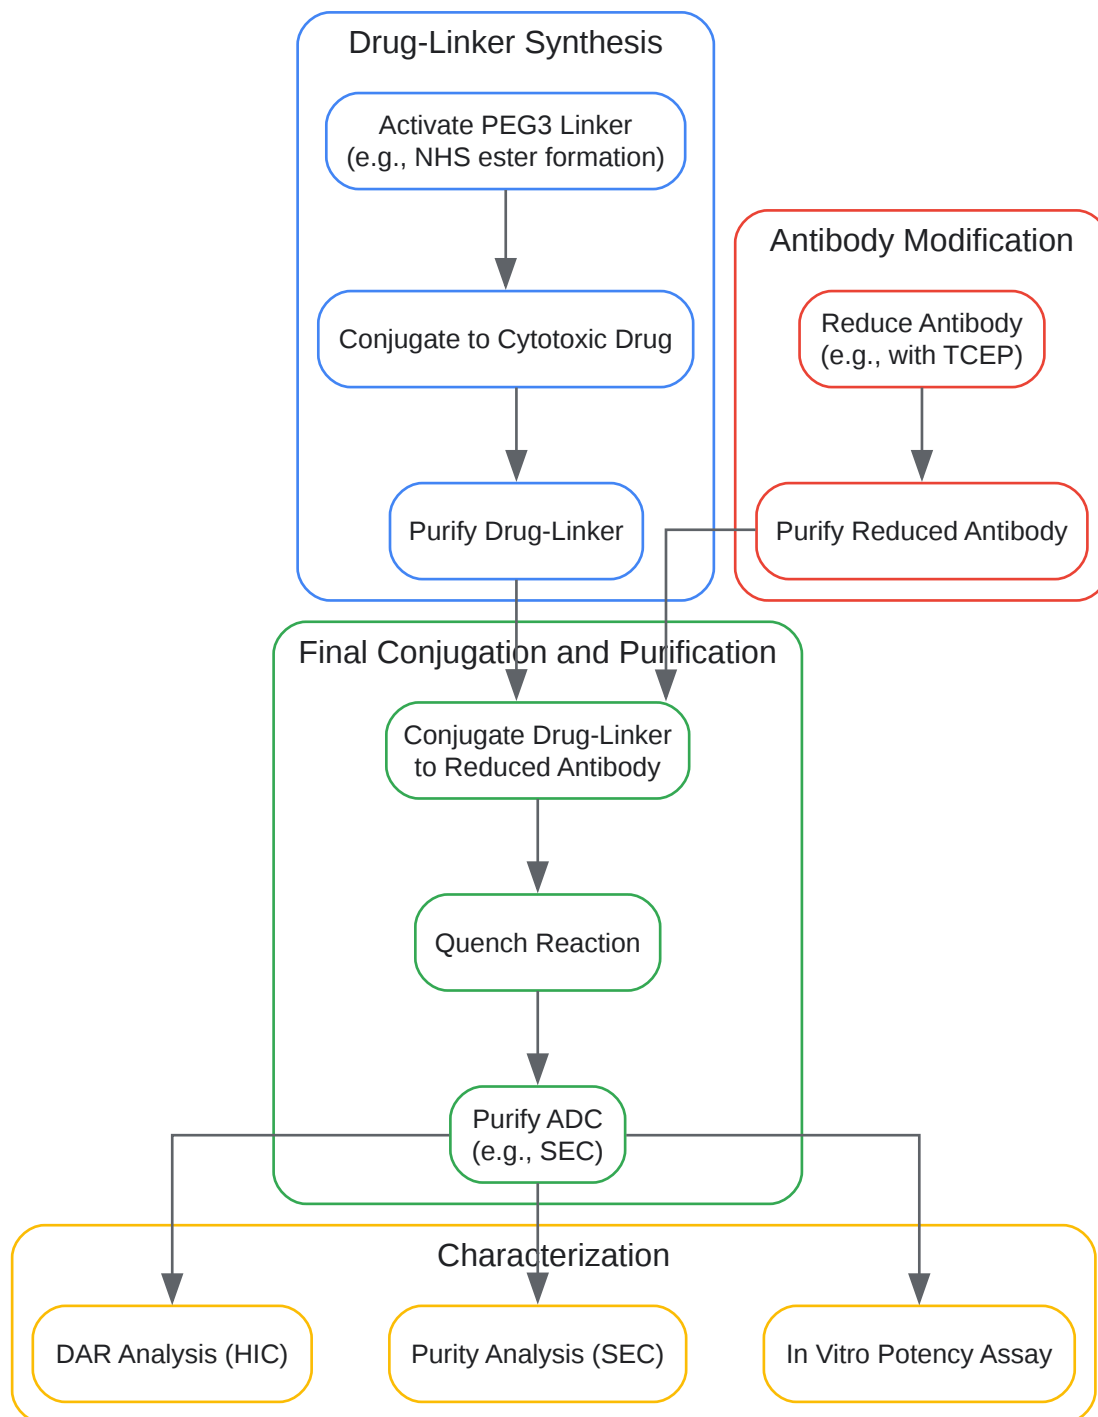 Drug-Linker Synthesis
Activate PEG3 Linker
(e.g., NHS ester formation)
Conjugate to Cytotoxic Drug
Purify Drug-Linker
Antibody Modification
Reduce Antibody
(e.g., with TCEP)
Purify Reduced Antibody
Final Conjugation and Purification
Conjugate Drug-Linker
to Reduced Antibody
Quench Reaction
Purify ADC
(e.g., SEC)
Characterization
DAR Analysis (HIC)
Purity Analysis (SEC)
In Vitro Potency Assay